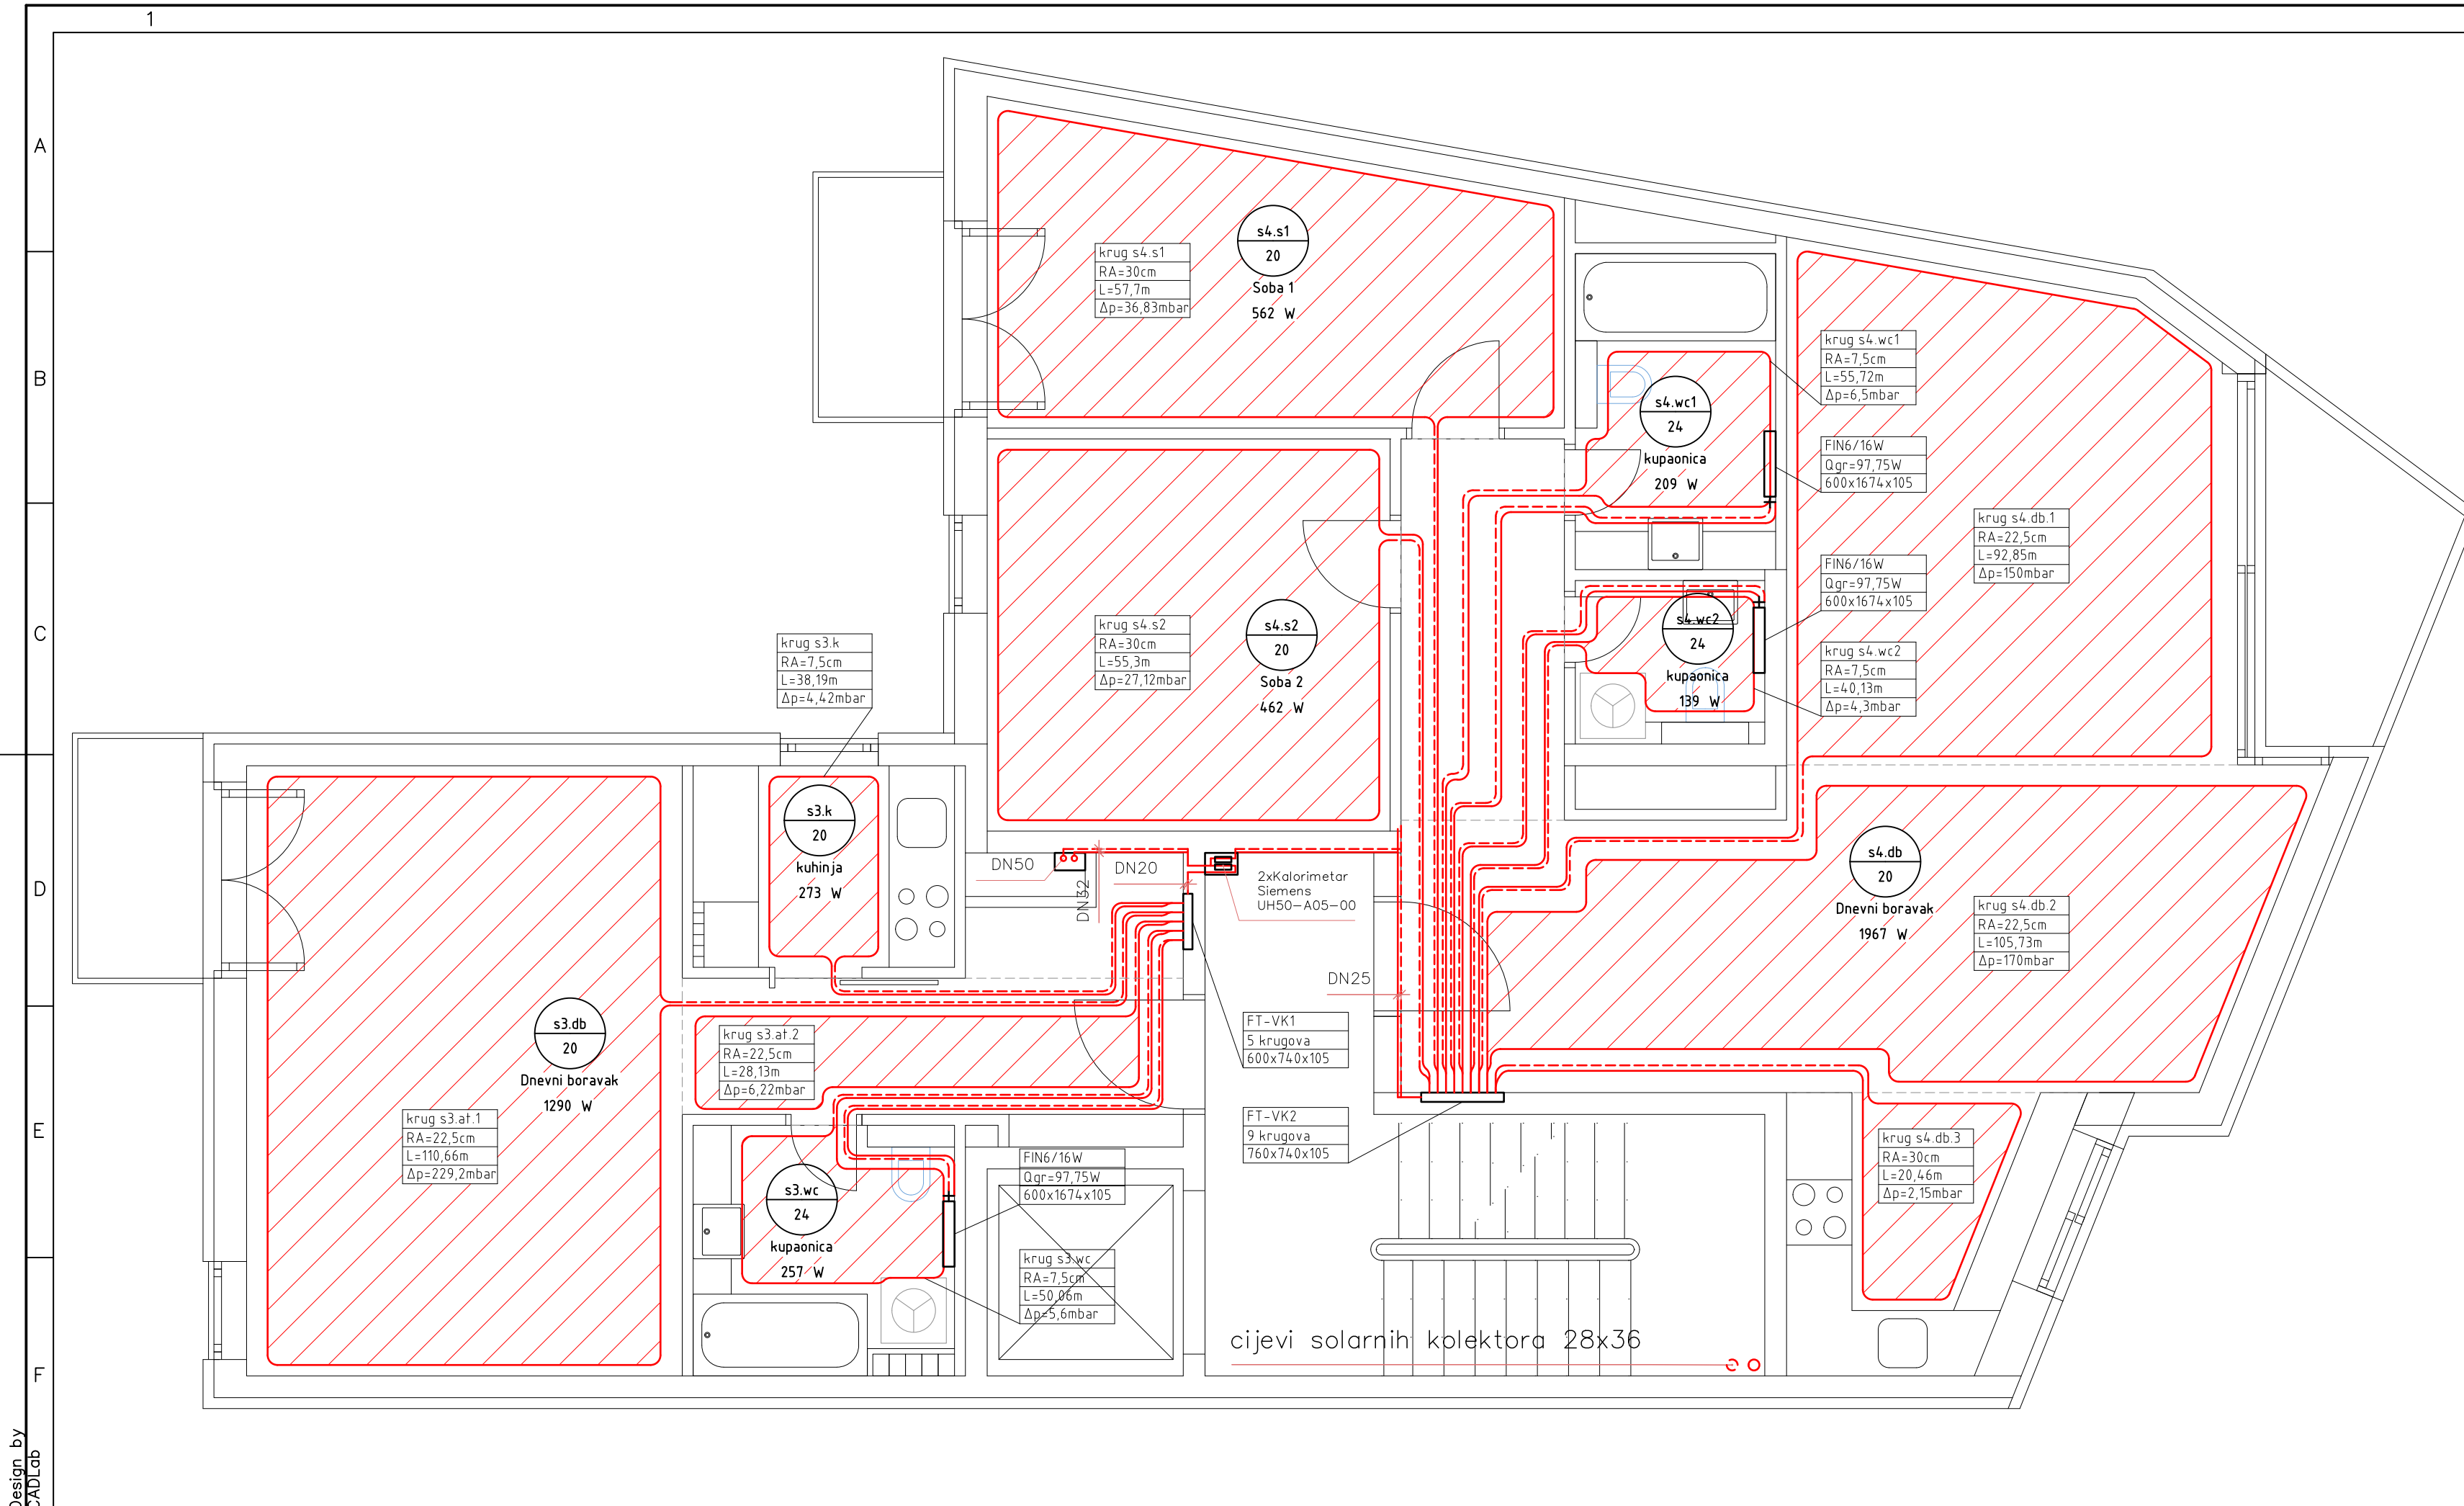 1
A
B
C
D
E
F
s4.s1
20
Soba 1
562 W
krug s4.s1
RA=30cm
L=57,7m
Δp=36,83mbar
krug s4.wc1
RA=7,5cm
L=55,72m
Δp=6,5mbar
s4.wc1
24
kupaonica
209 W
FIN6/16W
Qgr=97,75W
600x1674x105
krug s4.db.1
RA=22,5cm
L=92,85m
Δp=150mbar
FIN6/16W
Qgr=97,75W
600x1674x105
s4.wc2
24
kupaonica
139 W
krug s4.wc2
RA=7,5cm
L=40,13m
Δp=4,3mbar
krug s4.s2
RA=30cm
L=55,3m
Δp=27,12mbar
s4.s2
20
Soba 2
462 W
krug s3.k
RA=7,5cm
L=38,19m
Δp=4,42mbar
s3.k
20
kuhinja
273 W
DN50
DN32
DN20
2xKalorimetar
Siemens
UH50-A05-00
s4.db
20
Dnevni boravak
1967 W
krug s4.db.2
RA=22,5cm
L=105,73m
Δp=170mbar
DN25
s3.db
20
Dnevni boravak
1290 W
krug s3.at.2
RA=22,5cm
L=28,13m
Δp=6,22mbar
FT-VK1
5 krugova
600x740x105
krug s3.at.1
RA=22,5cm
L=110,66m
Δp=229,2mbar
FT-VK2
9 krugova
760x740x105
krug s4.db.3
RA=30cm
L=20,46m
Δp=2,15mbar
FIN6/16W
Qgr=97,75W
600x1674x105
s3.wc
24
kupaonica
257 W
krug s3.wc
RA=7,5cm
L=50,06m
Δp=5,6mbar
cijevi solarnih kolektora 28x36
Design by
CADLab